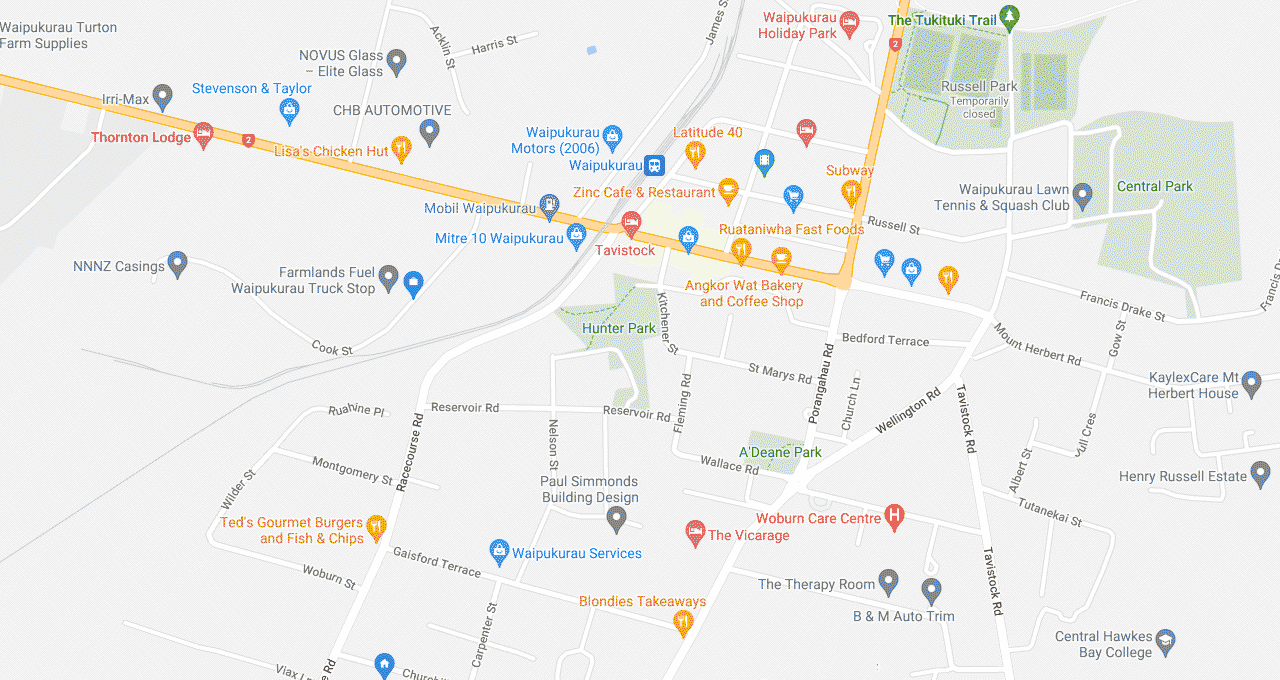 Waipukurau Turton
Farm Supplies
NOVUS Glass
– Elite Glass
Acklin St
Harris St
James S
Waipukurau
Holiday Park
The Tukituki Trail
2
Russell Park
Temporarily
closed
Irri-Max
Stevenson & Taylor
CHB AUTOMOTIVE
Thornton Lodge
2
Lisa's Chicken Hut
Waipukurau
Motors (2006)
Latitude 40
Waipukurau
Subway
Zinc Cafe & Restaurant
Waipukurau Lawn
Tennis & Squash Club
Central Park
Mobil Waipukurau
Mitre 10 Waipukurau
Tavistock
Ruataniwha Fast Foods
Russell St
NNNZ Casings
Farmlands Fuel
Waipukurau Truck Stop
Angkor Wat Bakery
and Coffee Shop
Francis Drake St
Francis D
Hunter Park
Kitchener St
Bedford Terrace
Mount Herbert Rd
Gow St
Cook St
St Marys Rd
Porangahau Rd
Church Ln
KaylexCare Mt
Herbert House
Ruahine Pl
Reservoir Rd
Reservoir Rd
Fleming Rd
Wellington Rd
Tavistock Rd
Racecourse Rd
Nelson St
A'Deane Park
Jull Cres
Montgomery St
Wallace Rd
Albert St
Henry Russell Estate
Wilder St
Paul Simmonds
Building Design
Tutanekai St
Ted's Gourmet Burgers
and Fish & Chips
Woburn Care Centre
The Vicarage
Gaisford Terrace
Waipukurau Services
Tavistock Rd
Woburn St
The Therapy Room
Blondies Takeaways
B & M Auto Trim
Carpenter St
Central Hawkes
Bay College
Viax L
e Rd
Churchi